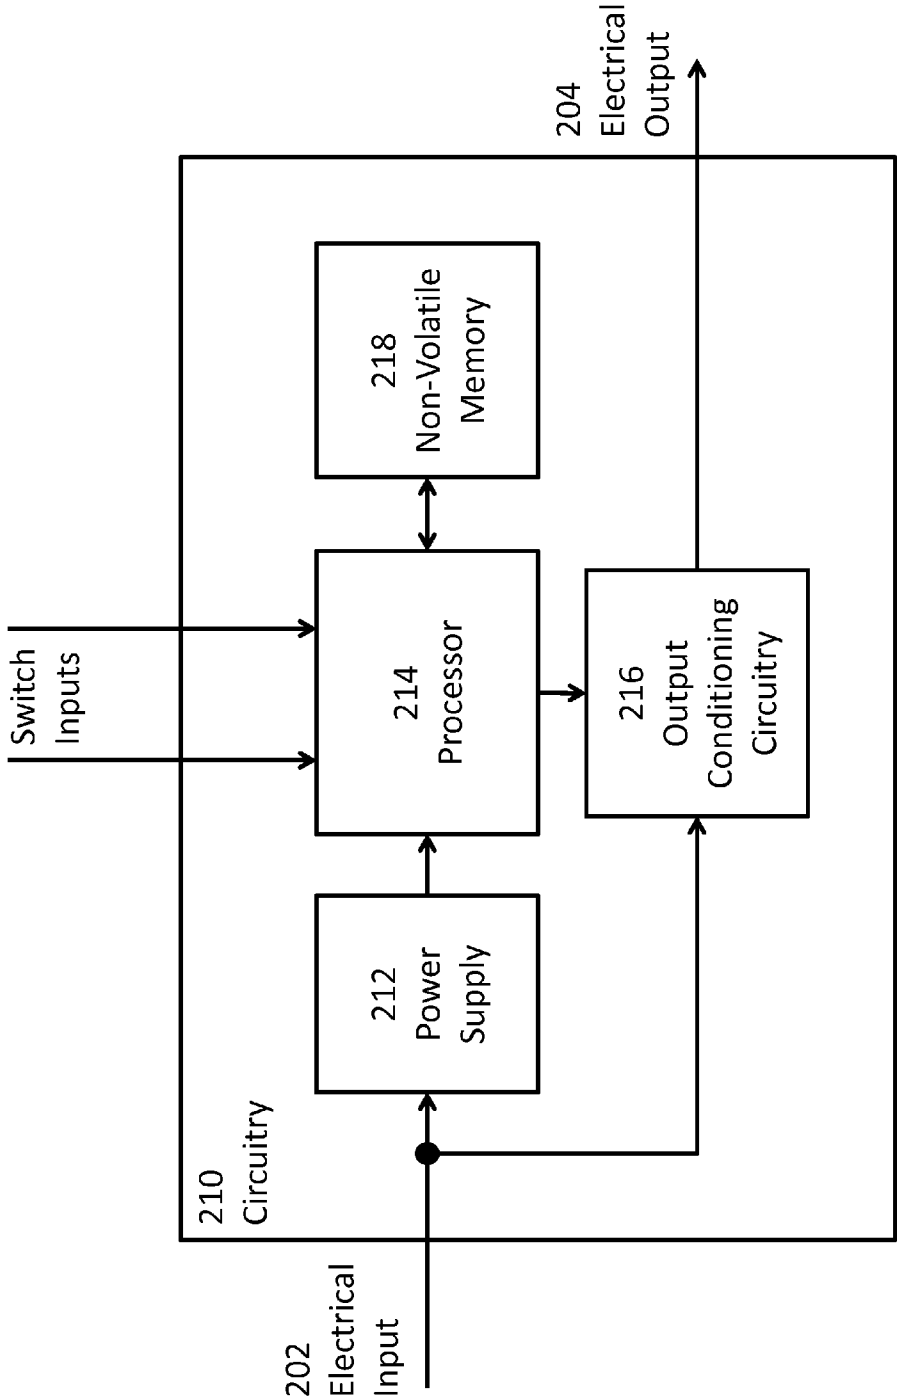 Switch
Inputs
204
Electrical
Output
210
Circuitry
212
Power
Supply
214
Processor
218
Non-Volatile
Memory
216
Output
Conditioning
Circuitry
202
Electrical
Input